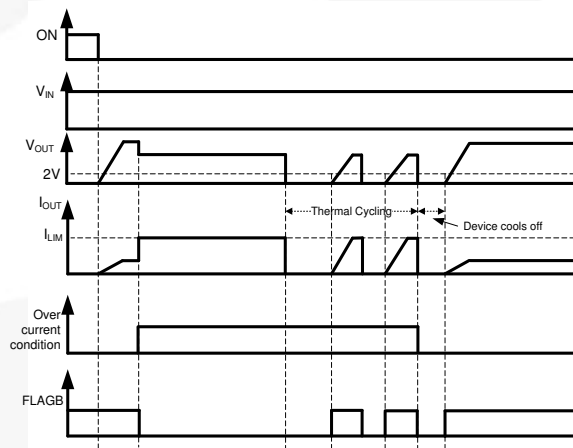 ON
VIN
VOUT
2V
IOUT
Thermal Cycling
Device cools off
ILIM
Over
current
condition
FLAGB